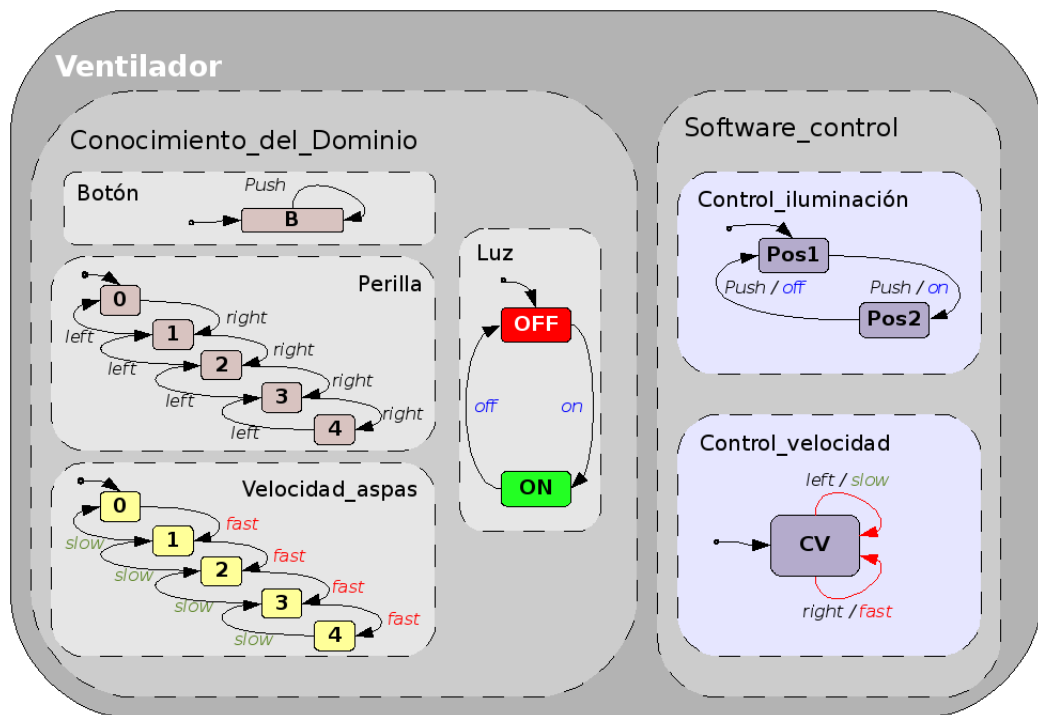 Ventilador
Conocimiento_del_Dominio
Botón
Push
B
Perilla
0
right
left
1
right
left
2
right
left
3
right
left
4
Velocidad_aspas
0
fast
slow
1
fast
slow
2
fast
slow
3
fast
slow
4
Luz
OFF
off
on
ON
Software_control
Control_iluminación
Pos1
Push / off
Push / on
Pos2
Control_velocidad
left / slow
CV
right / fast